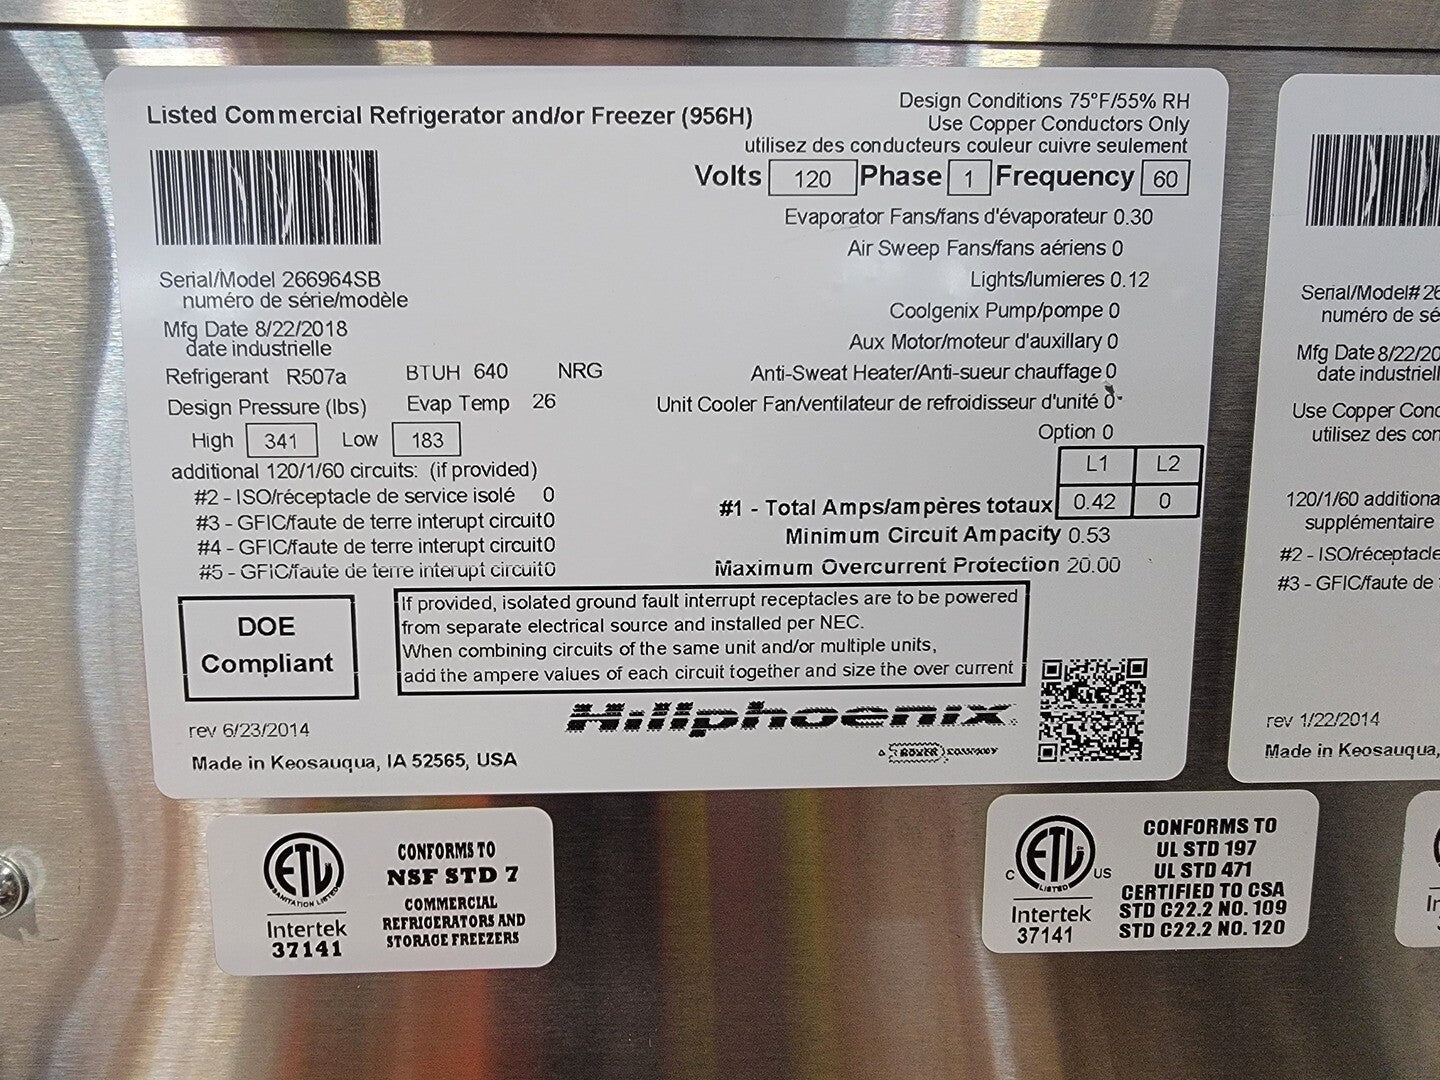 Listed Commercial Refrigerator and/or Freezer (956H)
Design Conditions 75°F/55% RH
Use Copper Conductors Only
utilisez des conducteurs couleur cuivre seulement
Volts 120 Phase 1 Frequency 60
Evaporator Fans/fans d'évaporateur 0.30
Air Sweep Fans/fans aériens 0
Lights/lumieres 0.12
Coolgenix Pump/pompe 0
Aux Motor/moteur d'auxillary 0
Anti-Sweat Heater/Anti-sueur chauffage 0
Unit Cooler Fan/ventilateur de refroidisseur d'unité 0
Option 0
L1 L2
#1 - Total Amps/ampères totaux 0.42 0
Minimum Circuit Ampacity 0.53
Maximum Overcurrent Protection 20.00
Serial/Model 266964SB
numéro de série/modèle
Mfg Date 8/22/2018
date industrielle
Refrigerant R507a BTUH 640 NRG
Design Pressure (lbs) Evap Temp 26
High 341 Low 183
additional 120/1/60 circuits: (if provided)
#2 - ISO/réceptacle de service isolé 0
#3 - GFIC/faute de terre interupt circuit0
#4 - GFIC/faute de terre interupt circuit0
#5 - GFIC/faute de terre interupt circuit0
DOE
Compliant
If provided, isolated ground fault interrupt receptacles are to be powered
from separate electrical source and installed per NEC.
When combining circuits of the same unit and/or multiple units,
add the ampere values of each circuit together and size the over current
rev 6/23/2014
Made in Keosauqua, IA 52565, USA
Hillphoenix
A DOVER COMPANY
ETL
SANITATION LISTED
Intertek
37141
CONFORMS TO
NSF STD 7
COMMERCIAL
REFRIGERATORS AND
STORAGE FREEZERS
C ETL US
LISTED
Intertek
37141
CONFORMS TO
UL STD 197
UL STD 471
CERTIFIED TO CSA
STD C22.2 NO. 109
STD C22.2 NO. 120
Serial/Model# 26
numéro de sé
Mfg Date 8/22/20
date industriell
Use Copper Cond
utilisez des con
120/1/60 additiona
supplémentaire
#2 - ISO/réceptacle
#3 - GFIC/faute de
rev 1/22/2014
Made in Keosauqua,